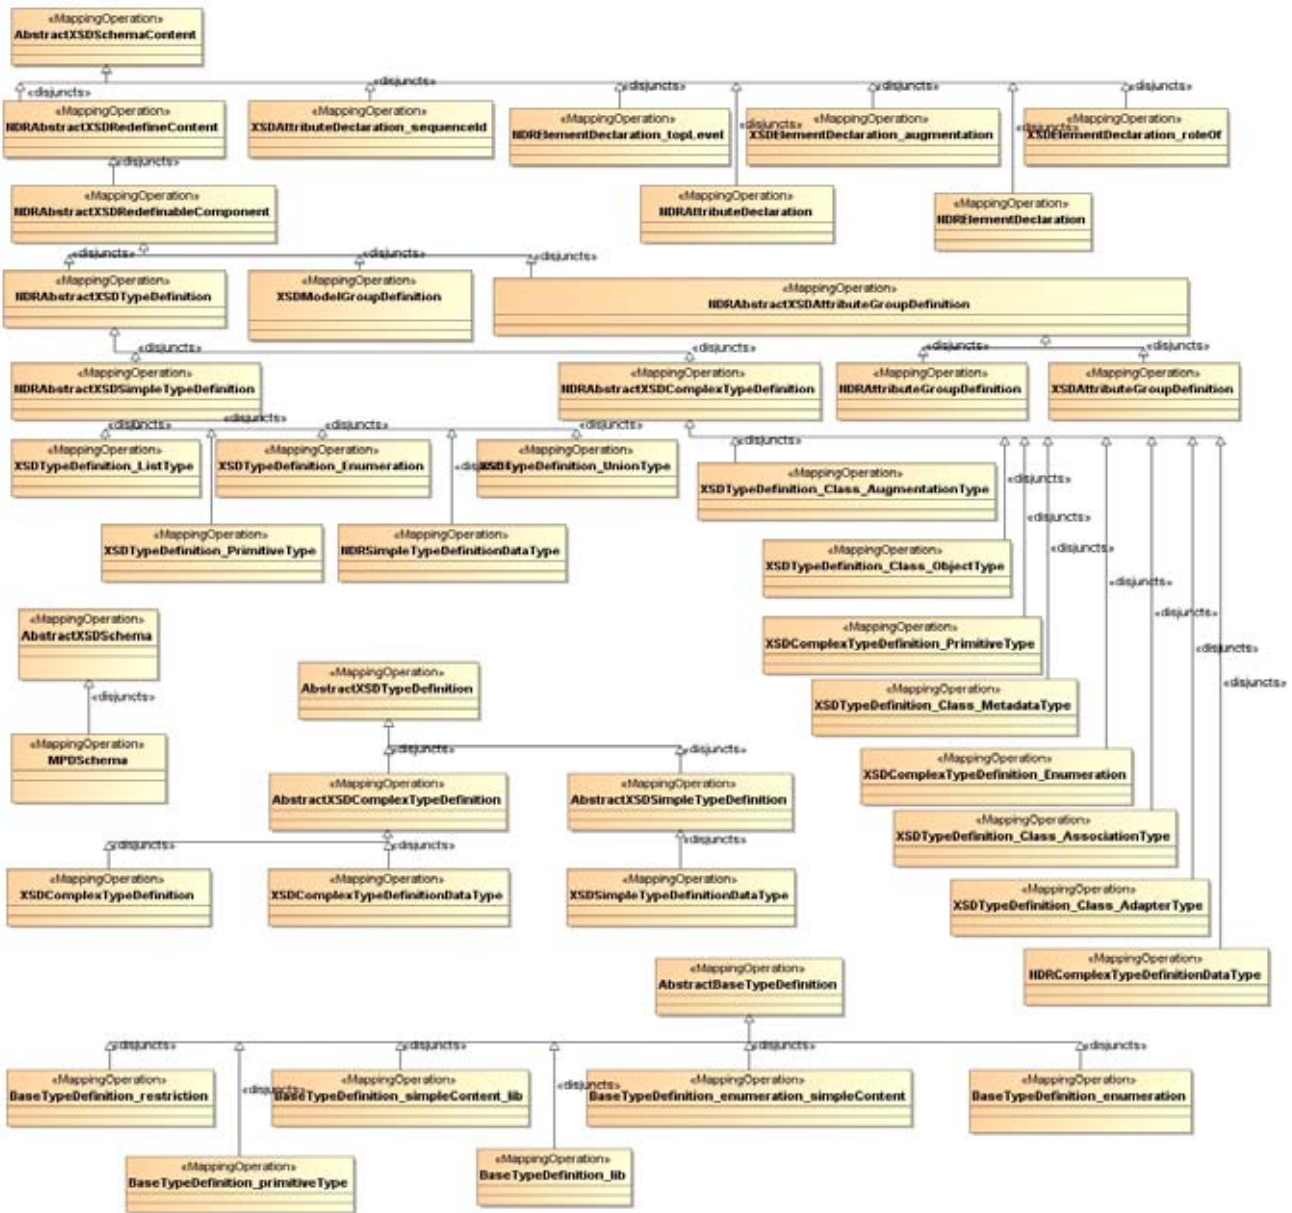 «MappingOperation»
AbstractXSDSchemaContent
«disjuncts»
«disjuncts»
«disjuncts»
«disjuncts»
«disjuncts»
«MappingOperation»
NDRAbstractXSDRedefineContent
«MappingOperation»
XSDAttributeDeclaration_sequenceId
«MappingOperation»
NDRElementDeclaration_topLevel
«disjuncts»
«MappingOperation»
XSDElementDeclaration_augmentation
«disjuncts»
«MappingOperation»
XSDElementDeclaration_roleOf
«disjuncts»
«MappingOperation»
NDRAbstractXSDRedefinableComponent
«MappingOperation»
NDRAttributeDeclaration
«MappingOperation»
NDRElementDeclaration
«disjuncts»
«disjuncts»
«disjuncts»
«MappingOperation»
NDRAbstractXSDTypeDefinition
«MappingOperation»
XSDModelGroupDefinition
«MappingOperation»
NDRAbstractXSDAttributeGroupDefinition
«disjuncts»
«disjuncts»
«disjuncts»
«disjuncts»
«MappingOperation»
NDRAbstractXSDSimpleTypeDefinition
«MappingOperation»
NDRAbstractXSDComplexTypeDefinition
«MappingOperation»
NDRAttributeGroupDefinition
«MappingOperation»
XSDAttributeGroupDefinition
«disjuncts»
«disjuncts»
«disjuncts»
«disjuncts»
«disjuncts»
«MappingOperation»
XSDTypeDefinition_ListType
«MappingOperation»
XSDTypeDefinition_Enumeration
«MappingOperation»
XSDTypeDefinition_UnionType
«disjuncts»
«MappingOperation»
XSDTypeDefinition_Class_AugmentationType
«disjuncts»
«disjuncts»
«MappingOperation»
XSDTypeDefinition_PrimitiveType
«MappingOperation»
NDRSimpleTypeDefinitionDataType
«MappingOperation»
XSDTypeDefinition_Class_ObjectType
«disjuncts»
«disjuncts»
«disjuncts»
«disjuncts»
«disjuncts»
«MappingOperation»
AbstractXSDSchema
«MappingOperation»
XSDComplexTypeDefinition_PrimitiveType
«disjuncts»
«MappingOperation»
AbstractXSDTypeDefinition
«MappingOperation»
XSDTypeDefinition_Class_MetadataType
«MappingOperation»
MPDSchema
«disjuncts»
«disjuncts»
«MappingOperation»
XSDComplexTypeDefinition_Enumeration
«MappingOperation»
AbstractXSDComplexTypeDefinition
«MappingOperation»
AbstractXSDSimpleTypeDefinition
«MappingOperation»
XSDTypeDefinition_Class_AssociationType
«disjuncts»
«disjuncts»
«disjuncts»
«MappingOperation»
XSDComplexTypeDefinition
«MappingOperation»
XSDComplexTypeDefinitionDataType
«MappingOperation»
XSDSimpleTypeDefinitionDataType
«MappingOperation»
XSDTypeDefinition_Class_AdapterType
«MappingOperation»
NDRComplexTypeDefinitionDataType
«MappingOperation»
AbstractBaseTypeDefinition
«disjuncts»
«disjuncts»
«disjuncts»
«disjuncts»
«MappingOperation»
BaseTypeDefinition_restriction
«disjuncts»
«MappingOperation»
BaseTypeDefinition_simpleContent_lib
«disjuncts»
«MappingOperation»
BaseTypeDefinition_enumeration_simpleContent
«MappingOperation»
BaseTypeDefinition_enumeration
«MappingOperation»
BaseTypeDefinition_primitiveType
«MappingOperation»
BaseTypeDefinition_lib